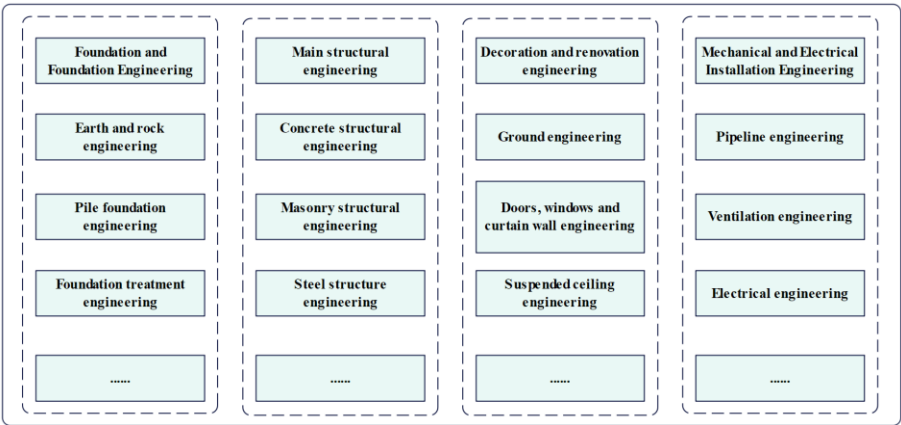 Foundation and
Foundation Engineering
Earth and rock
engineering
Pile foundation
engineering
Foundation treatment
engineering
......
Main structural
engineering
Concrete structural
engineering
Masonry structural
engineering
Steel structure
engineering
......
Decoration and renovation
engineering
Ground engineering
Doors, windows and
curtain wall engineering
Suspended ceiling
engineering
......
Mechanical and Electrical
Installation Engineering
Pipeline engineering
Ventilation engineering
Electrical engineering
......